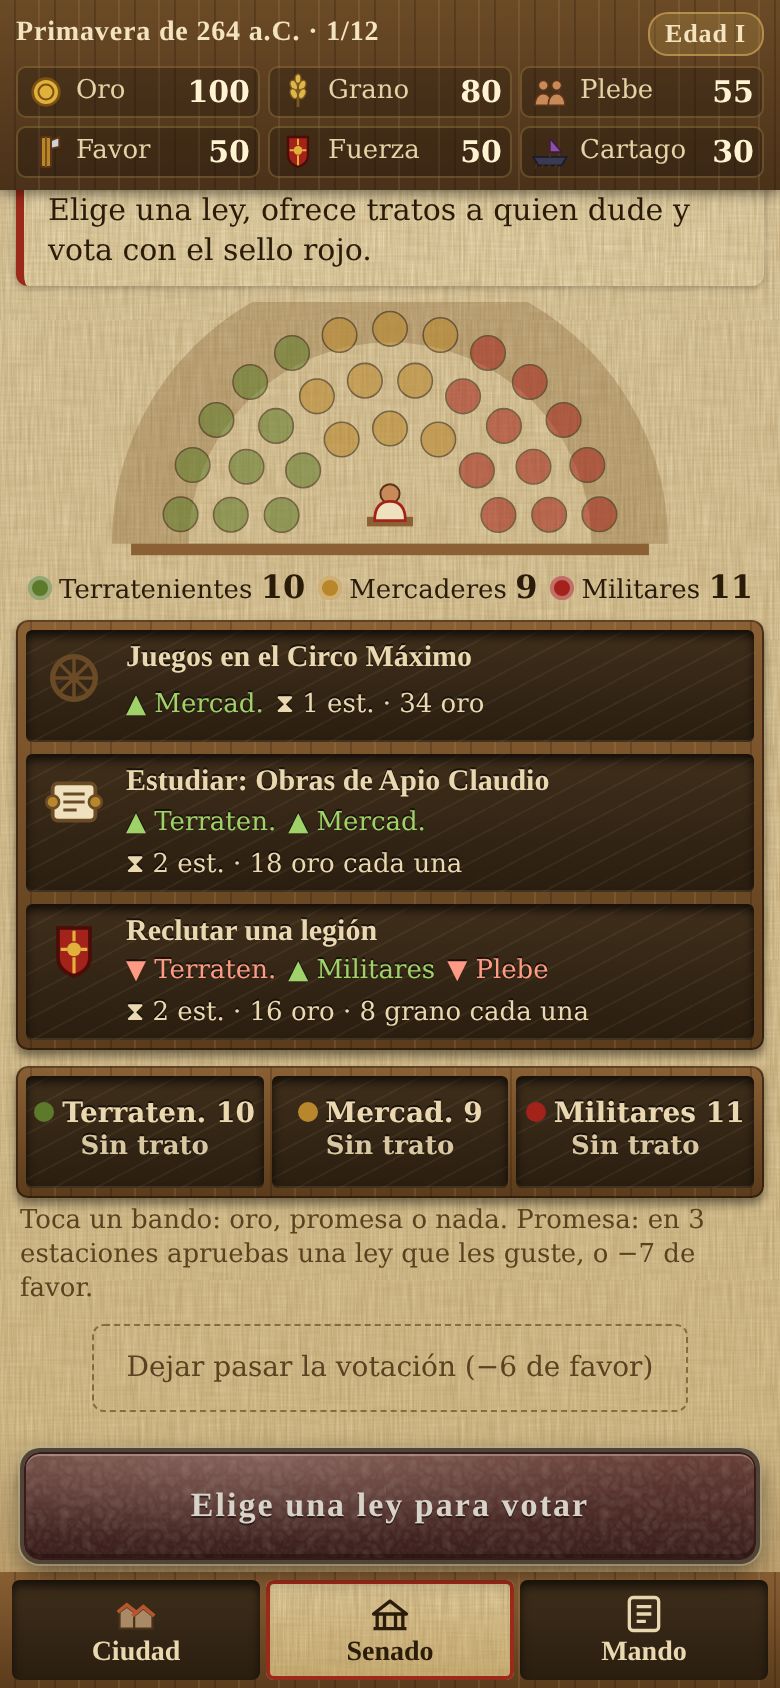 Primavera de 264 a.C. · 1/12
Edad I
Oro 100
Grano 80
Plebe 55
Favor 50
Fuerza 50
Cartago 30
Elige una ley, ofrece tratos a quien dude y
vota con el sello rojo.
Terratenientes 10 Mercaderes 9 Militares 11
Juegos en el Circo Máximo
▲ Mercad. ⧗ 1 est. · 34 oro
Estudiar: Obras de Apio Claudio
▲ Terraten. ▲ Mercad.
⧗ 2 est. · 18 oro cada una
Reclutar una legión
▼ Terraten. ▲ Militares ▼ Plebe
⧗ 2 est. · 16 oro · 8 grano cada una
Terraten. 10
Sin trato
Mercad. 9
Sin trato
Militares 11
Sin trato
Toca un bando: oro, promesa o nada. Promesa: en 3
estaciones apruebas una ley que les guste, o −7 de
favor.
Dejar pasar la votación (−6 de favor)
Elige una ley para votar
Ciudad
Senado
Mando